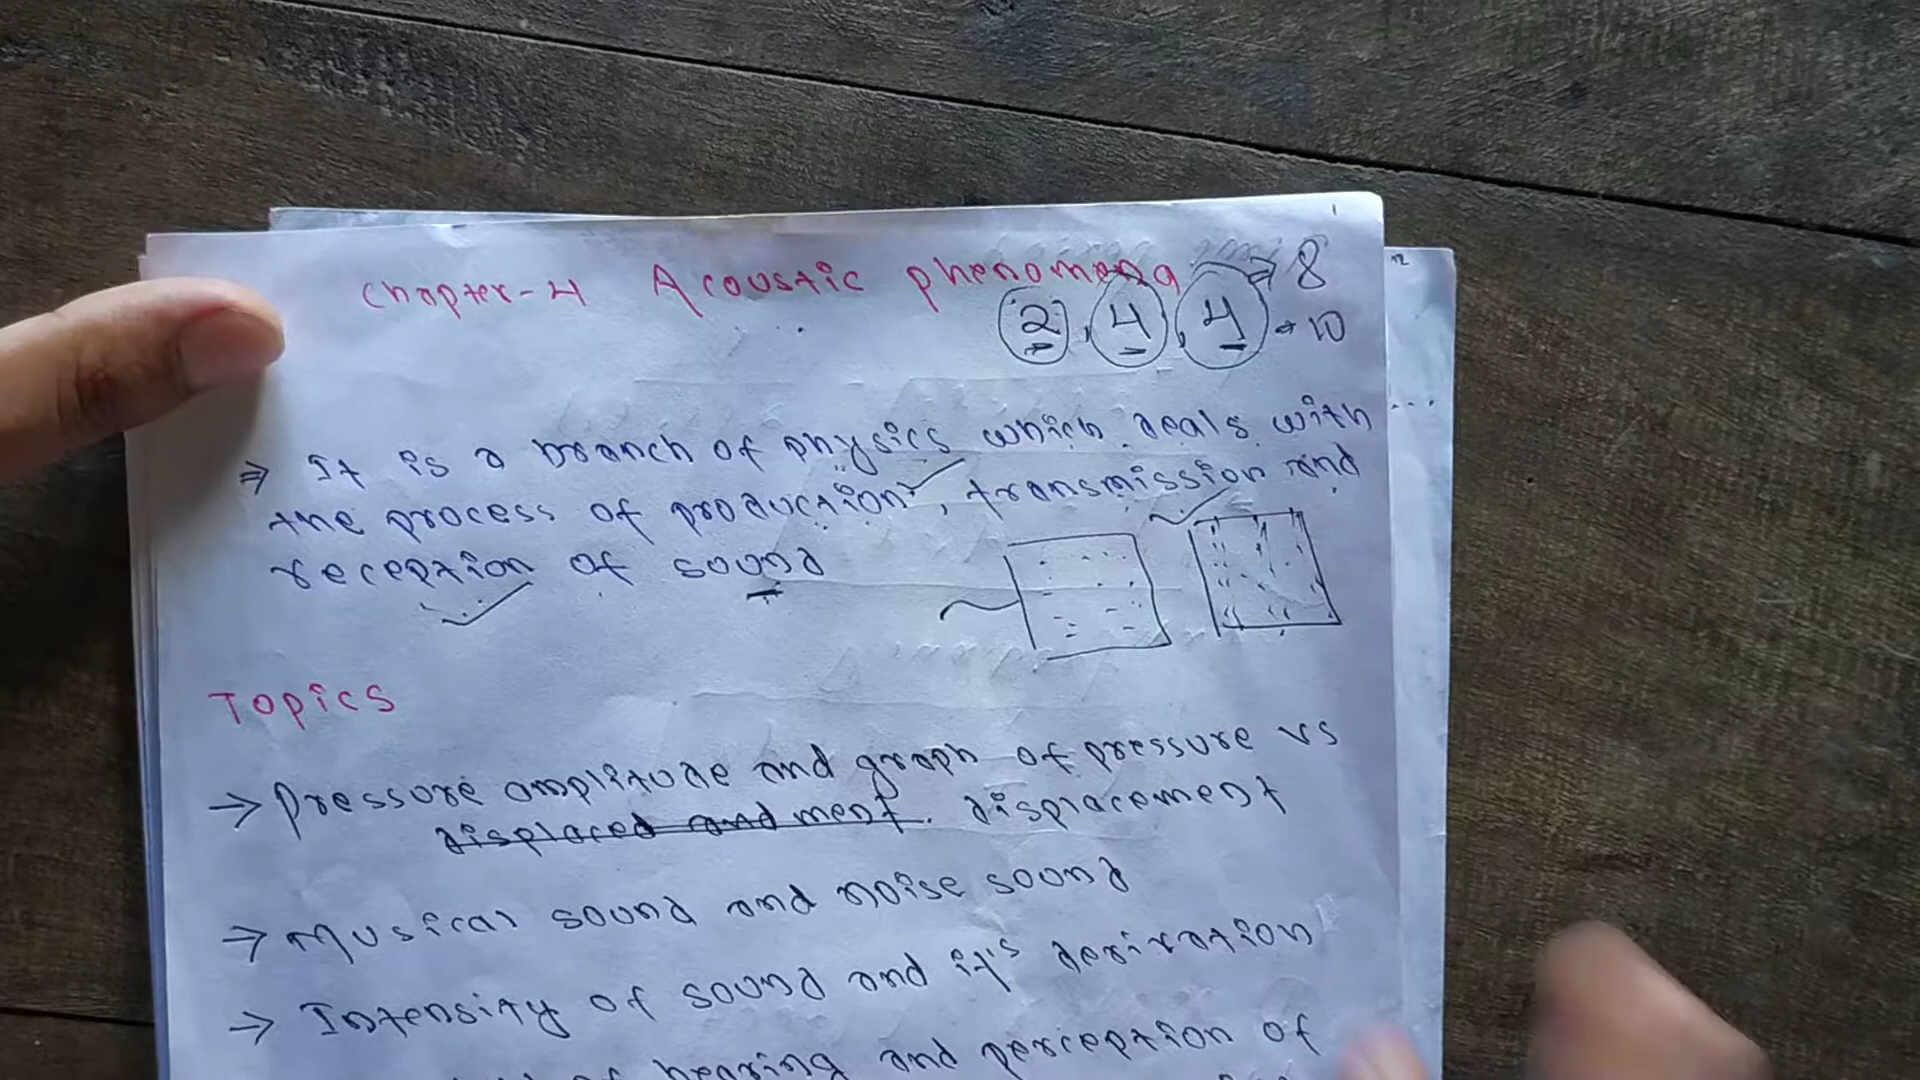 Chapter-4 Acoustic phenomena → 8
2, 4, 4 → 10
⇒ It is a branch of physics which deals with
the process of production, transmission and
reception of sound
Topics
→ Pressure amplitude and graph of pressure vs
displaced and ment. displacement
→ Musical sound and noise sound
→ Intensity of sound and it's derivation
of hearing and perception of